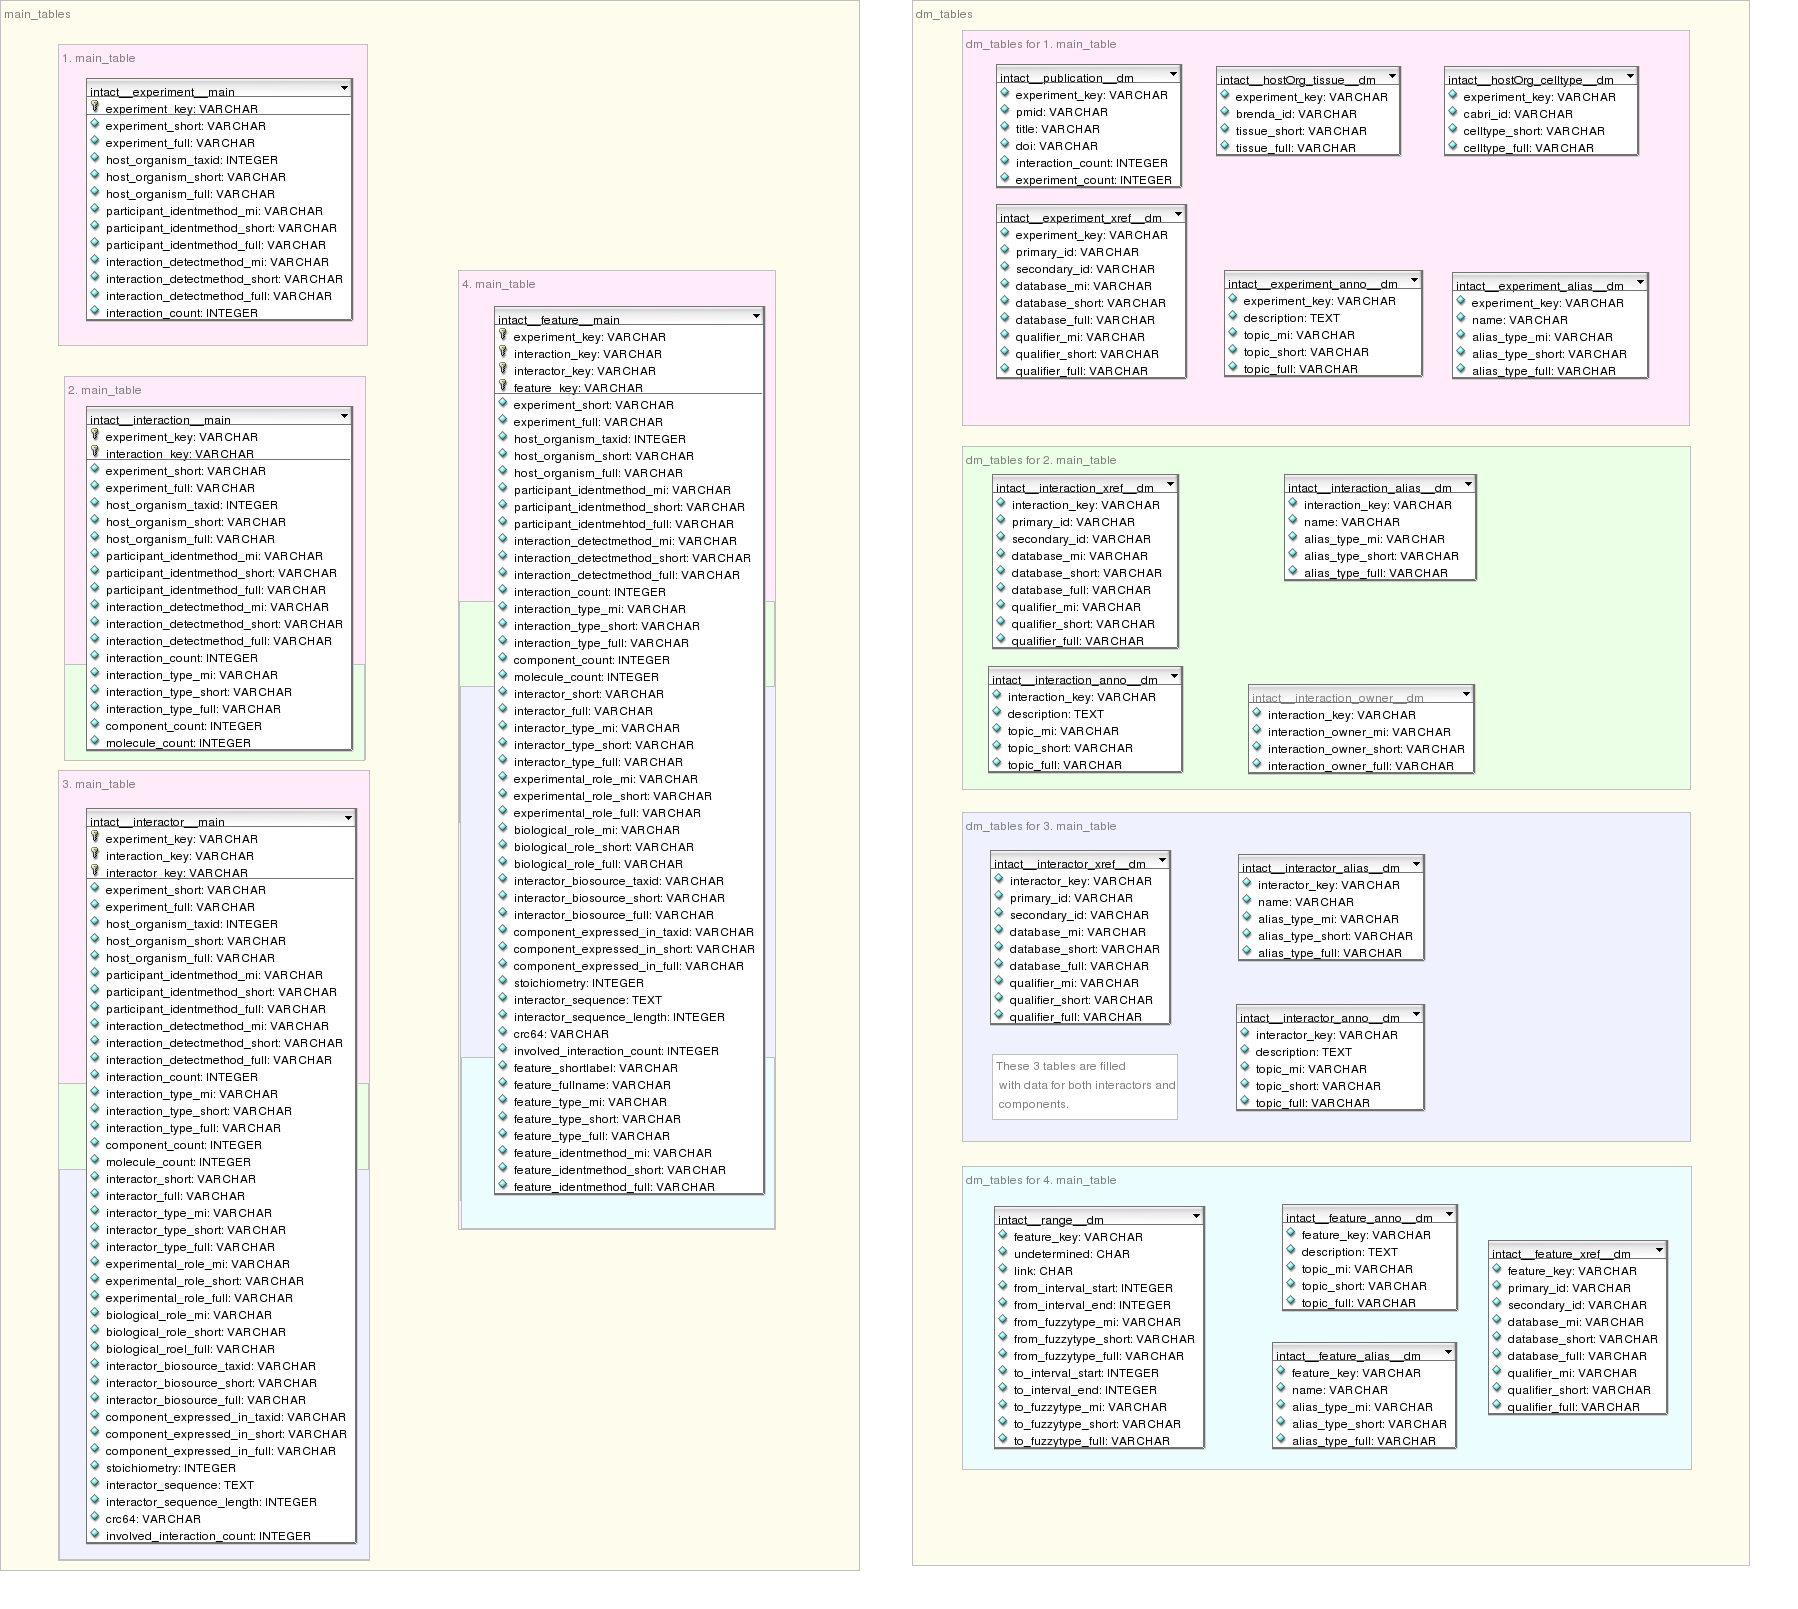 main_tables
1. main_table
intact__experiment__main
experiment_key: VARCHAR
experiment_short: VARCHAR
experiment_full: VARCHAR
host_organism_taxid: INTEGER
host_organism_short: VARCHAR
host_organism_full: VARCHAR
participant_identmethod_mi: VARCHAR
participant_identmethod_short: VARCHAR
participant_identmethod_full: VARCHAR
interaction_detectmethod_mi: VARCHAR
interaction_detectmethod_short: VARCHAR
interaction_detectmethod_full: VARCHAR
interaction_count: INTEGER
2. main_table
intact__interaction__main
experiment_key: VARCHAR
interaction_key: VARCHAR
experiment_short: VARCHAR
experiment_full: VARCHAR
host_organism_taxid: INTEGER
host_organism_short: VARCHAR
host_organism_full: VARCHAR
participant_identmethod_mi: VARCHAR
participant_identmethod_short: VARCHAR
participant_identmethod_full: VARCHAR
interaction_detectmethod_mi: VARCHAR
interaction_detectmethod_short: VARCHAR
interaction_detectmethod_full: VARCHAR
interaction_count: INTEGER
interaction_type_mi: VARCHAR
interaction_type_short: VARCHAR
interaction_type_full: VARCHAR
component_count: INTEGER
molecule_count: INTEGER
3. main_table
intact__interactor__main
experiment_key: VARCHAR
interaction_key: VARCHAR
interactor_key: VARCHAR
experiment_short: VARCHAR
experiment_full: VARCHAR
host_organism_taxid: INTEGER
host_organism_short: VARCHAR
host_organism_full: VARCHAR
participant_identmethod_mi: VARCHAR
participant_identmethod_short: VARCHAR
participant_identmethod_full: VARCHAR
interaction_detectmethod_mi: VARCHAR
interaction_detectmethod_short: VARCHAR
interaction_detectmethod_full: VARCHAR
interaction_count: INTEGER
interaction_type_mi: VARCHAR
interaction_type_short: VARCHAR
interaction_type_full: VARCHAR
component_count: INTEGER
molecule_count: INTEGER
interactor_short: VARCHAR
interactor_full: VARCHAR
interactor_type_mi: VARCHAR
interactor_type_short: VARCHAR
interactor_type_full: VARCHAR
experimental_role_mi: VARCHAR
experimental_role_short: VARCHAR
experimental_role_full: VARCHAR
biological_role_mi: VARCHAR
biological_role_short: VARCHAR
biological_roel_full: VARCHAR
interactor_biosource_taxid: VARCHAR
interactor_biosource_short: VARCHAR
interactor_biosource_full: VARCHAR
component_expressed_in_taxid: VARCHAR
component_expressed_in_short: VARCHAR
component_expressed_in_full: VARCHAR
stoichiometry: INTEGER
interactor_sequence: TEXT
interactor_sequence_length: INTEGER
crc64: VARCHAR
involved_interaction_count: INTEGER
4. main_table
intact__feature__main
experiment_key: VARCHAR
interaction_key: VARCHAR
interactor_key: VARCHAR
feature_key: VARCHAR
experiment_short: VARCHAR
experiment_full: VARCHAR
host_organism_taxid: INTEGER
host_organism_short: VARCHAR
host_organism_full: VARCHAR
participant_identmethod_mi: VARCHAR
participant_identmethod_short: VARCHAR
participant_identmehtod_full: VARCHAR
interaction_detectmethod_mi: VARCHAR
interaction_detectmethod_short: VARCHAR
interaction_detectmethod_full: VARCHAR
interaction_count: INTEGER
interaction_type_mi: VARCHAR
interaction_type_short: VARCHAR
interaction_type_full: VARCHAR
component_count: INTEGER
molecule_count: INTEGER
interactor_short: VARCHAR
interactor_full: VARCHAR
interactor_type_mi: VARCHAR
interactor_type_short: VARCHAR
interactor_type_full: VARCHAR
experimental_role_mi: VARCHAR
experimental_role_short: VARCHAR
experimental_role_full: VARCHAR
biological_role_mi: VARCHAR
biological_role_short: VARCHAR
biological_role_full: VARCHAR
interactor_biosource_taxid: VARCHAR
interactor_biosource_short: VARCHAR
interactor_biosource_full: VARCHAR
component_expressed_in_taxid: VARCHAR
component_expressed_in_short: VARCHAR
component_expressed_in_full: VARCHAR
stoichiometry: INTEGER
interactor_sequence: TEXT
interactor_sequence_length: INTEGER
crc64: VARCHAR
involved_interaction_count: INTEGER
feature_shortlabel: VARCHAR
feature_fullname: VARCHAR
feature_type_mi: VARCHAR
feature_type_short: VARCHAR
feature_type_full: VARCHAR
feature_identmethod_mi: VARCHAR
feature_identmethod_short: VARCHAR
feature_identmethod_full: VARCHAR
dm_tables
dm_tables for 1. main_table
intact__publication__dm
experiment_key: VARCHAR
pmid: VARCHAR
title: VARCHAR
doi: VARCHAR
interaction_count: INTEGER
experiment_count: INTEGER
intact__hostOrg_tissue__dm
experiment_key: VARCHAR
brenda_id: VARCHAR
tissue_short: VARCHAR
tissue_full: VARCHAR
intact__hostOrg_celltype__dm
experiment_key: VARCHAR
cabri_id: VARCHAR
celltype_short: VARCHAR
celltype_full: VARCHAR
intact__experiment_xref__dm
experiment_key: VARCHAR
primary_id: VARCHAR
secondary_id: VARCHAR
database_mi: VARCHAR
database_short: VARCHAR
database_full: VARCHAR
qualifier_mi: VARCHAR
qualifier_short: VARCHAR
qualifier_full: VARCHAR
intact__experiment_anno__dm
experiment_key: VARCHAR
description: TEXT
topic_mi: VARCHAR
topic_short: VARCHAR
topic_full: VARCHAR
intact__experiment_alias__dm
experiment_key: VARCHAR
name: VARCHAR
alias_type_mi: VARCHAR
alias_type_short: VARCHAR
alias_type_full: VARCHAR
dm_tables for 2. main_table
intact__interaction_xref__dm
interaction_key: VARCHAR
primary_id: VARCHAR
secondary_id: VARCHAR
database_mi: VARCHAR
database_short: VARCHAR
database_full: VARCHAR
qualifier_mi: VARCHAR
qualifier_short: VARCHAR
qualifier_full: VARCHAR
intact__interaction_alias__dm
interaction_key: VARCHAR
name: VARCHAR
alias_type_mi: VARCHAR
alias_type_short: VARCHAR
alias_type_full: VARCHAR
intact__interaction_anno__dm
interaction_key: VARCHAR
description: TEXT
topic_mi: VARCHAR
topic_short: VARCHAR
topic_full: VARCHAR
intact__interaction_owner__dm
interaction_key: VARCHAR
interaction_owner_mi: VARCHAR
interaction_owner_short: VARCHAR
interaction_owner_full: VARCHAR
dm_tables for 3. main_table
intact__interactor_xref__dm
interactor_key: VARCHAR
primary_id: VARCHAR
secondary_id: VARCHAR
database_mi: VARCHAR
database_short: VARCHAR
database_full: VARCHAR
qualifier_mi: VARCHAR
qualifier_short: VARCHAR
qualifier_full: VARCHAR
intact__interactor_alias__dm
interactor_key: VARCHAR
name: VARCHAR
alias_type_mi: VARCHAR
alias_type_short: VARCHAR
alias_type_full: VARCHAR
These 3 tables are filled
with data for both interactors and
components.
intact__interactor_anno__dm
interactor_key: VARCHAR
description: TEXT
topic_mi: VARCHAR
topic_short: VARCHAR
topic_full: VARCHAR
dm_tables for 4. main_table
intact__range__dm
feature_key: VARCHAR
undetermined: CHAR
link: CHAR
from_interval_start: INTEGER
from_interval_end: INTEGER
from_fuzzytype_mi: VARCHAR
from_fuzzytype_short: VARCHAR
from_fuzzytype_full: VARCHAR
to_interval_start: INTEGER
to_interval_end: INTEGER
to_fuzzytype_mi: VARCHAR
to_fuzzytype_short: VARCHAR
to_fuzzytype_full: VARCHAR
intact__feature_anno__dm
feature_key: VARCHAR
description: TEXT
topic_mi: VARCHAR
topic_short: VARCHAR
topic_full: VARCHAR
intact__feature_alias__dm
feature_key: VARCHAR
name: VARCHAR
alias_type_mi: VARCHAR
alias_type_short: VARCHAR
alias_type_full: VARCHAR
intact__feature_xref__dm
feature_key: VARCHAR
primary_id: VARCHAR
secondary_id: VARCHAR
database_mi: VARCHAR
database_short: VARCHAR
database_full: VARCHAR
qualifier_mi: VARCHAR
qualifier_short: VARCHAR
qualifier_full: VARCHAR